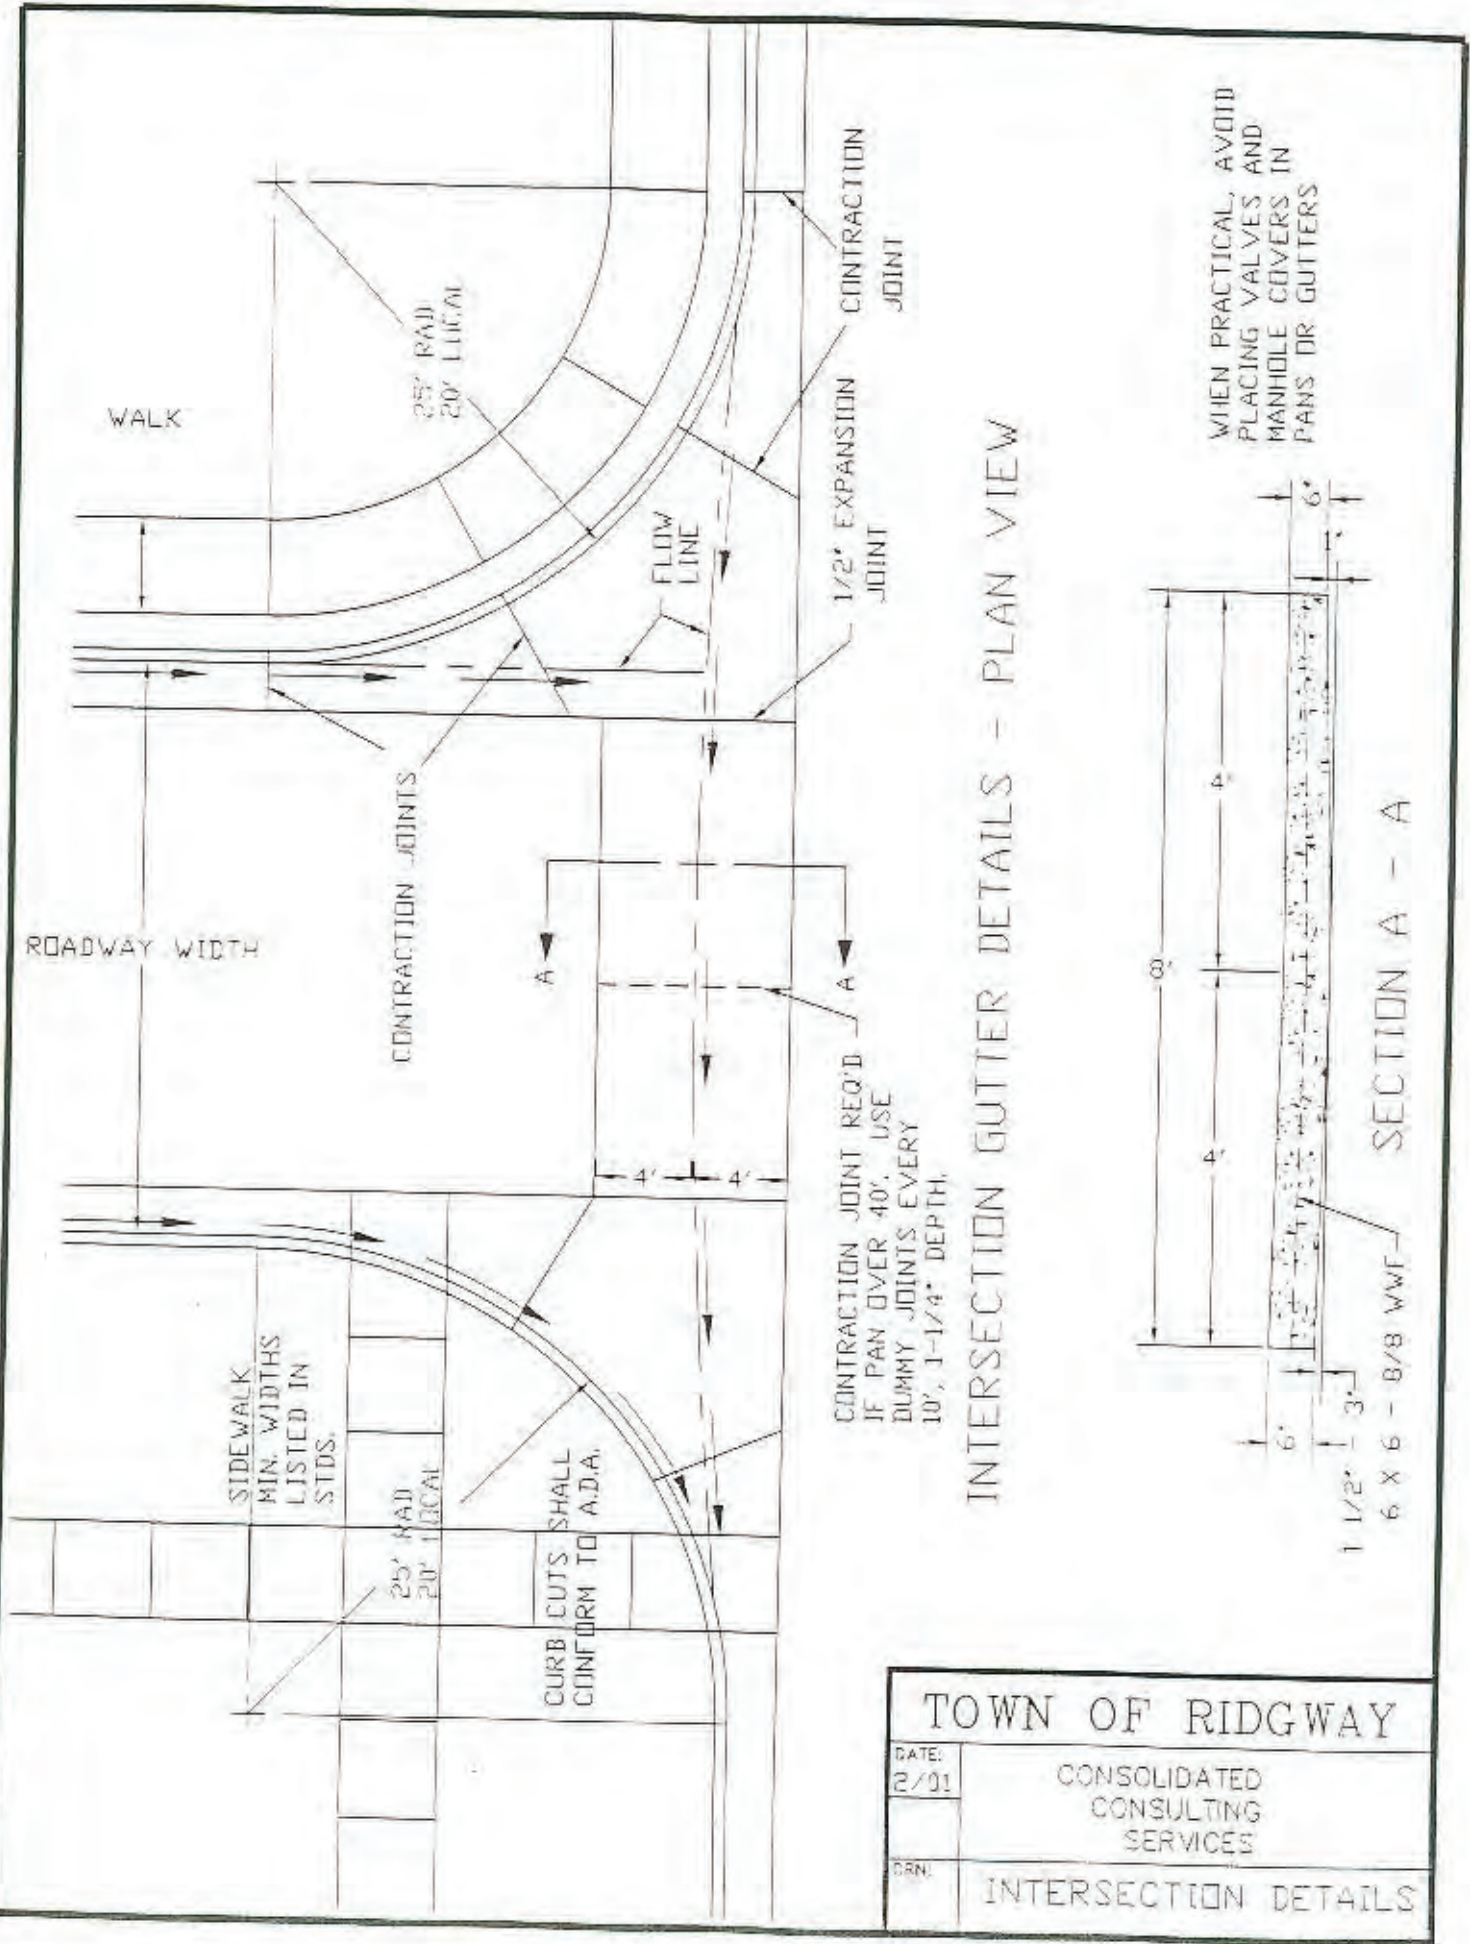 WALK
25' RAD
20' LOCAL
ROADWAY WIDTH
CONTRACTION JOINTS
FLOW
LINE
CONTRACTION
JOINT
1/2" EXPANSION
JOINT
A
A
4'
4'
CONTRACTION JOINT REQ'D
IF PAN OVER 40'. USE
DUMMY JOINTS EVERY
10', 1-1/4" DEPTH.
SIDEWALK
MIN. WIDTHS
LISTED IN
STDS.
25' RAD
20' LOCAL
CURB CUTS SHALL
CONFORM TO A.D.A.
INTERSECTION GUTTER DETAILS - PLAN VIEW
WHEN PRACTICAL, AVOID
PLACING VALVES AND
MANHOLE COVERS IN
PANS OR GUTTERS
8'
4'
4'
6"
1"
6"
1 1/2" - 3"
6 X 6 - 8/8 WWF
SECTION A - A
TOWN OF RIDGWAY
DATE:
2/01
CONSOLIDATED
CONSULTING
SERVICES
DRN:
INTERSECTION DETAILS